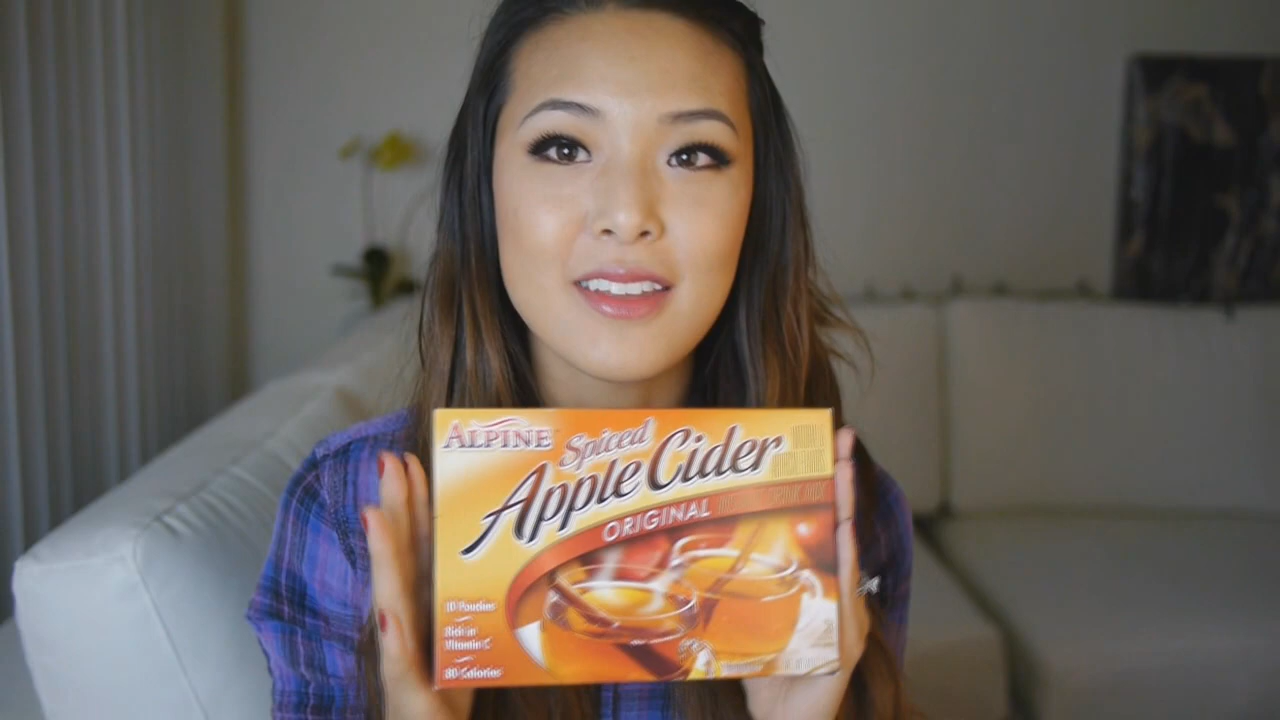 ALPINE
Spiced
Apple Cider
ORIGINAL
10 Pouches
Rich in
Vitamin C
80 Calories